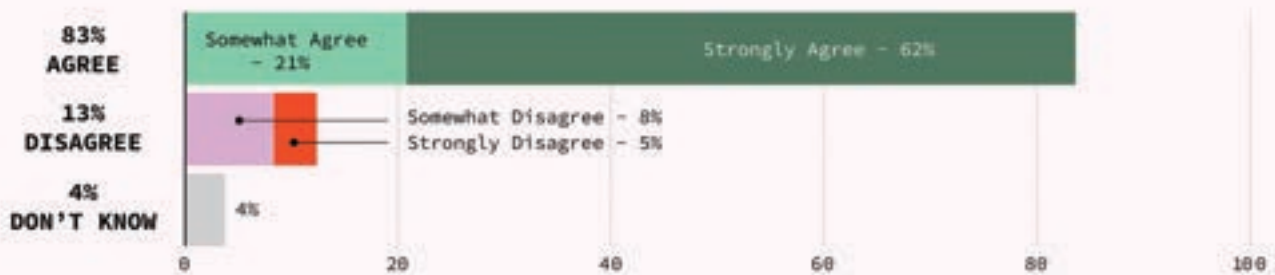 83%
AGREE
Somewhat Agree
- 21%
Strongly Agree - 62%
13%
DISAGREE
Somewhat Disagree - 8%
Strongly Disagree - 5%
4%
DON'T KNOW
4%
0 20 40 60 80 100